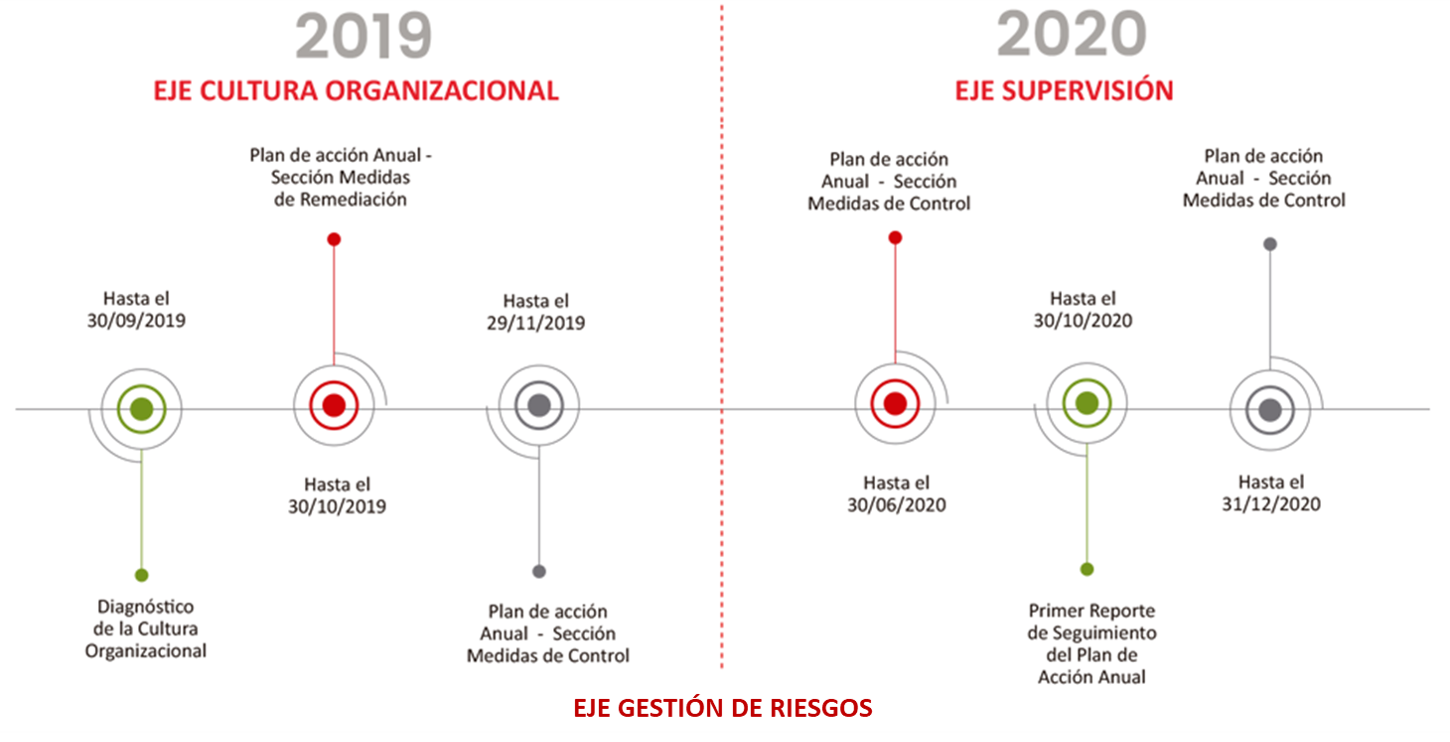 2019
EJE CULTURA ORGANIZACIONAL
Plan de acción Anual -
Sección Medidas
de Remediación
Hasta el
30/09/2019
Hasta el
29/11/2019
Hasta el
30/10/2019
Diagnóstico
de la Cultura
Organizacional
Plan de acción
Anual - Sección
Medidas de Control
2020
EJE SUPERVISIÓN
Plan de acción
Anual - Sección
Medidas de Control
Plan de acción
Anual - Sección
Medidas de Control
Hasta el
30/10/2020
Hasta el
30/06/2020
Hasta el
31/12/2020
Primer Reporte
de Seguimiento
del Plan de
Acción Anual
EJE GESTIÓN DE RIESGOS